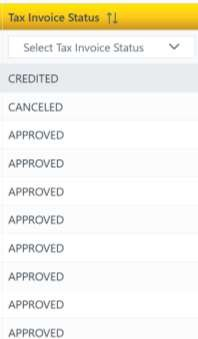 Tax Invoice Status ↑↓
Select Tax Invoice Status
CREDITED
CANCELED
APPROVED
APPROVED
APPROVED
APPROVED
APPROVED
APPROVED
APPROVED
APPROVED